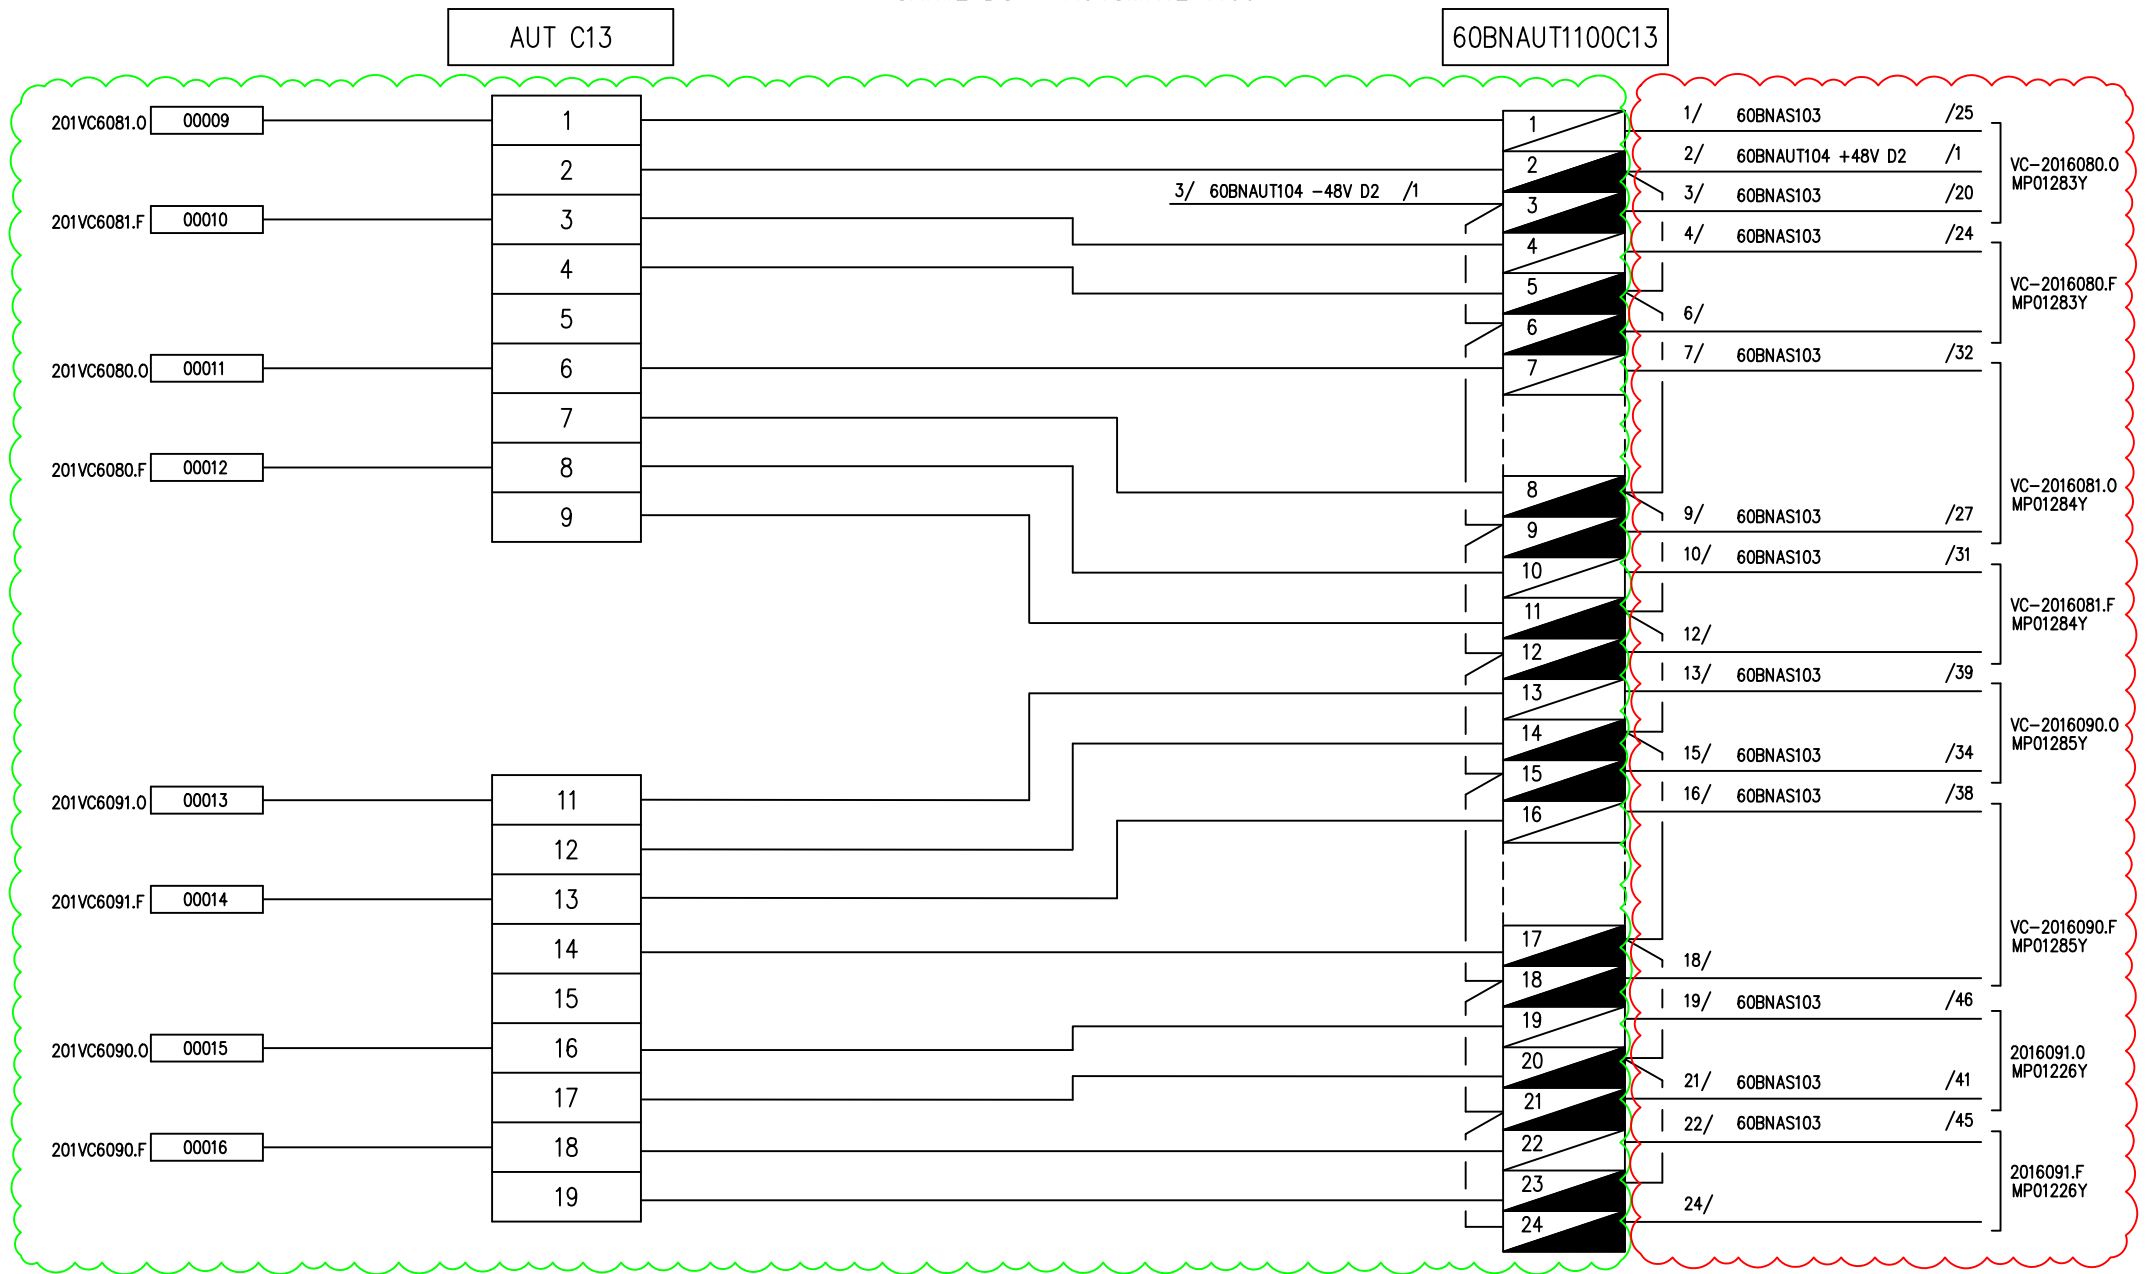 AUT C13
60BNAUT1100C13
201VC6081.O 00009
201VC6081.F 00010
201VC6080.O 00011
201VC6080.F 00012
201VC6091.O 00013
201VC6091.F 00014
201VC6090.O 00015
201VC6090.F 00016
1
2
3
4
5
6
7
8
9
11
12
13
14
15
16
17
18
19
3/ 60BNAUT104 -48V D2 /1
1
2
3
4
5
6
7
8
9
10
11
12
13
14
15
16
17
18
19
20
21
22
23
24
1/ 60BNAS103 /25
2/ 60BNAUT104 +48V D2 /1
3/ 60BNAS103 /20
4/ 60BNAS103 /24
6/
7/ 60BNAS103 /32
9/ 60BNAS103 /27
10/ 60BNAS103 /31
12/
13/ 60BNAS103 /39
15/ 60BNAS103 /34
16/ 60BNAS103 /38
18/
19/ 60BNAS103 /46
21/ 60BNAS103 /41
22/ 60BNAS103 /45
24/
VC-2016080.O
MP01283Y
VC-2016080.F
MP01283Y
VC-2016081.O
MP01284Y
VC-2016081.F
MP01284Y
VC-2016090.O
MP01285Y
VC-2016090.F
MP01285Y
2016091.O
MP01226Y
2016091.F
MP01226Y